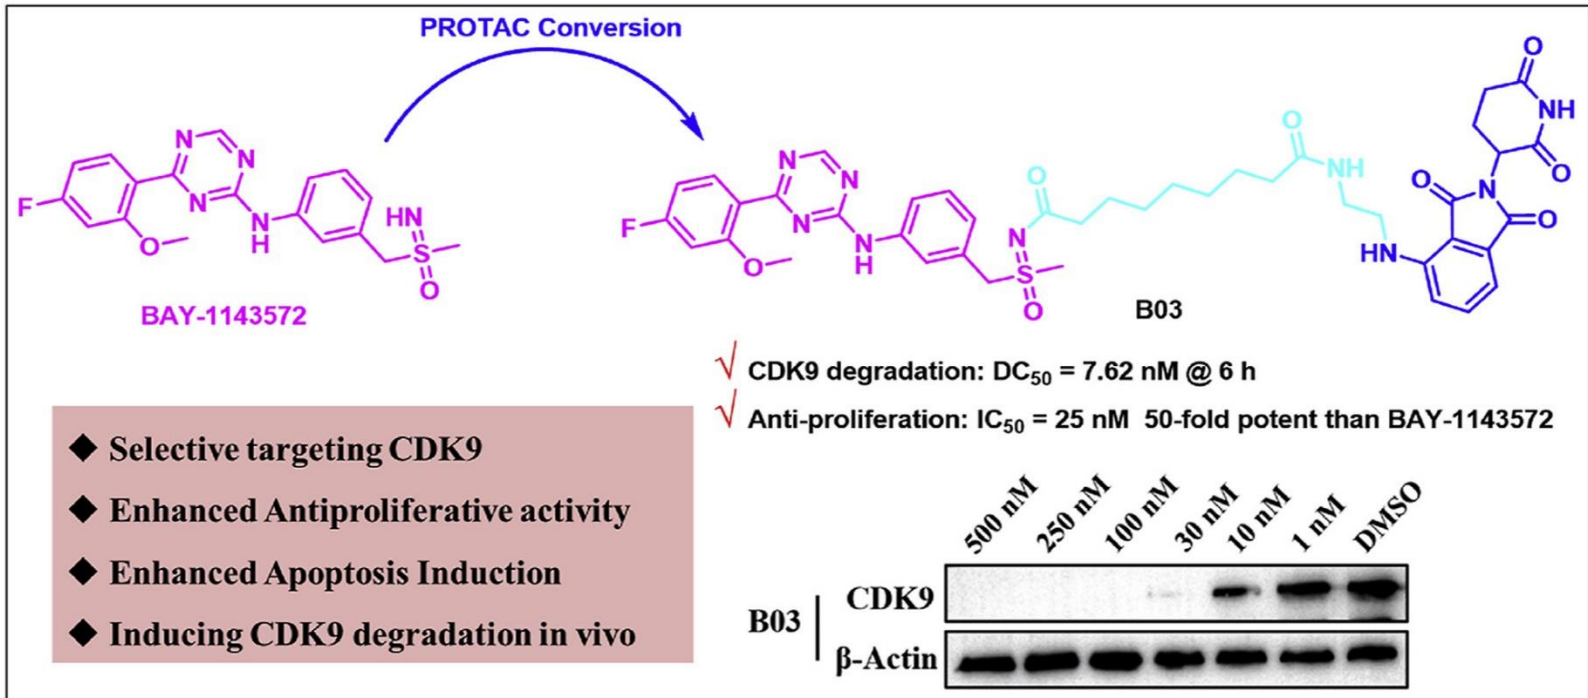 PROTAC Conversion
N
N
N
F
O
N
H
HN
S
O
BAY-1143572
N
N
N
F
O
N
H
N
S
O
O
O
NH
HN
O
N
O
O
NH
O
B03
√ CDK9 degradation: DC50 = 7.62 nM @ 6 h
√ Anti-proliferation: IC50 = 25 nM 50-fold potent than BAY-1143572
◆ Selective targeting CDK9
◆ Enhanced Antiproliferative activity
◆ Enhanced Apoptosis Induction
◆ Inducing CDK9 degradation in vivo
500 nM 250 nM 100 nM 30 nM 10 nM 1 nM DMSO
B03
CDK9
β-Actin